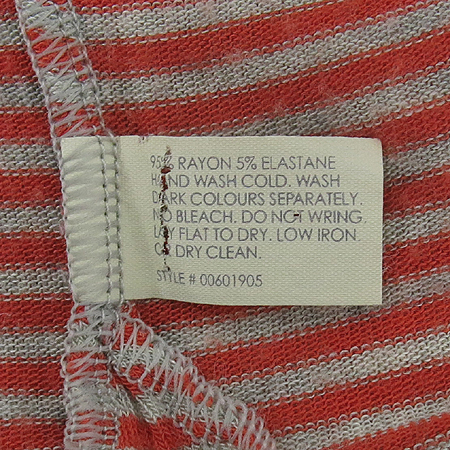 95% RAYON 5% ELASTANE
HAND WASH COLD. WASH
DARK COLOURS SEPARATELY.
NO BLEACH. DO NOT WRING.
LAY FLAT TO DRY. LOW IRON.
OR DRY CLEAN.
STYLE # 00601905